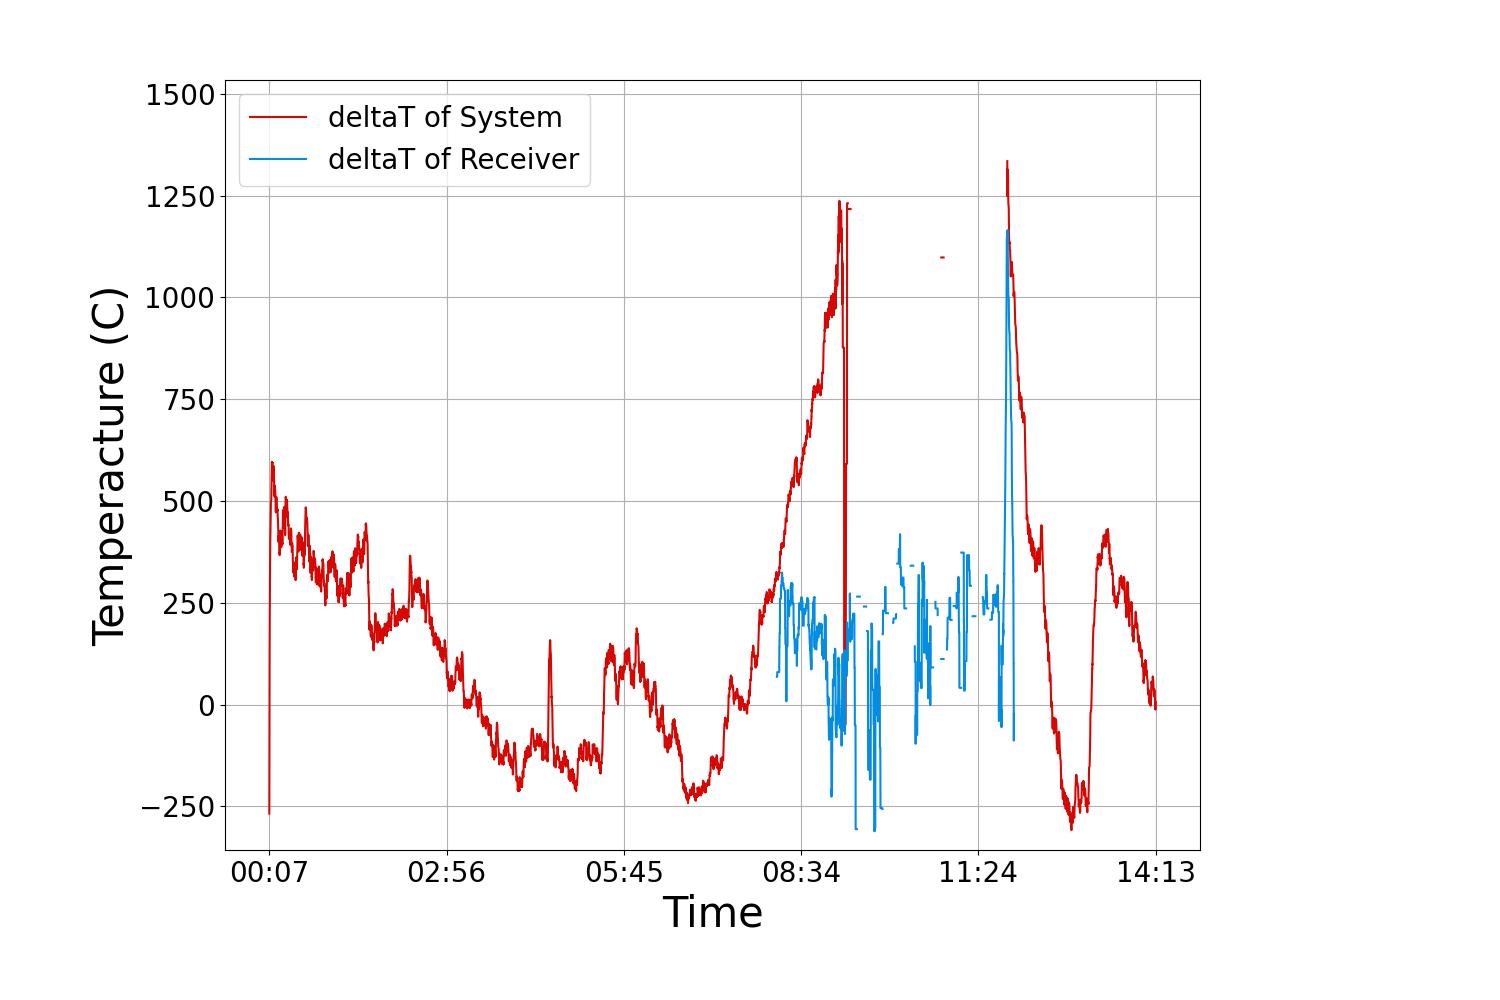 deltaT of System
deltaT of Receiver
Temperacture (C)
1500
1250
1000
750
500
250
0
−250
00:07 02:56 05:45 08:34 11:24 14:13
Time